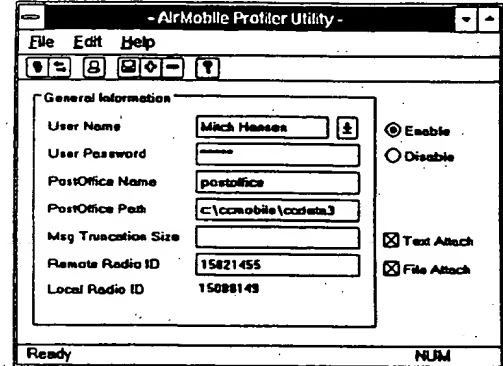 - AirMobile Profiler Utility -
File Edit Help
General Information
User Name Mitch Hansen
Enable
User Password
Disable
PostOffice Name postoffice
PostOffice Path c:\ccmobile\ccdata3
Msg Truncation Size
Text Attach
Remote Radio ID 15821455
File Attach
Local Radio ID 15088149
Ready NUM